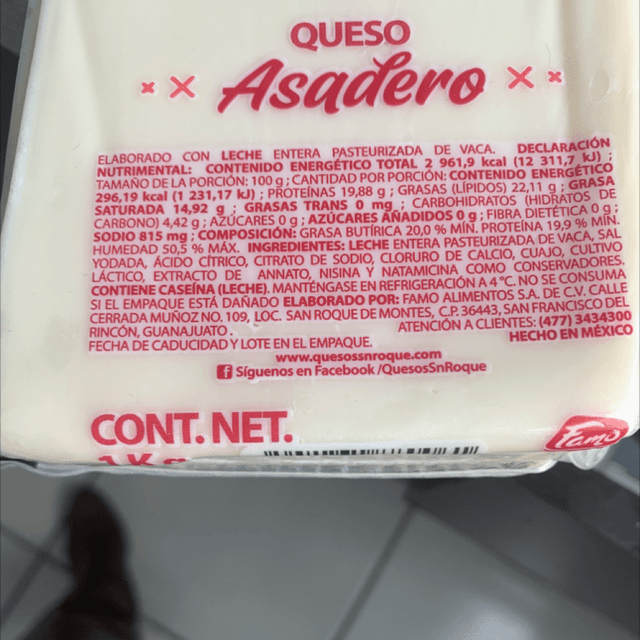 QUESO
Asadero
ELABORADO CON LECHE ENTERA PASTEURIZADA DE VACA. DECLARACIÓN
NUTRIMENTAL: CONTENIDO ENERGÉTICO TOTAL 2 961,9 kcal (12 311,7 kJ) ;
TAMAÑO DE LA PORCIÓN: 100 g ; CANTIDAD POR PORCIÓN: CONTENIDO ENERGÉTICO
296,19 kcal (1 231,17 kJ) ; PROTEÍNAS 19,88 g ; GRASAS (LÍPIDOS) 22,11 g ; GRASA
SATURADA 14,92 g ; GRASAS TRANS 0 mg ; CARBOHIDRATOS (HIDRATOS DE
CARBONO) 4,42 g ; AZÚCARES 0 g ; AZÚCARES AÑADIDOS 0 g ; FIBRA DIETÉTICA 0 g ;
SODIO 815 mg ; COMPOSICIÓN: GRASA BUTÍRICA 20,0 % MÍN. PROTEÍNA 19,9 % MÍN.
HUMEDAD 50,5 % MÁX. INGREDIENTES: LECHE ENTERA PASTEURIZADA DE VACA, SAL
YODADA, ÁCIDO CÍTRICO, CITRATO DE SODIO, CLORURO DE CALCIO, CUAJO, CULTIVO
LÁCTICO, EXTRACTO DE ANNATO, NISINA Y NATAMICINA COMO CONSERVADORES.
CONTIENE CASEÍNA (LECHE). MANTÉNGASE EN REFRIGERACIÓN A 4 °C. NO SE CONSUMA
SI EL EMPAQUE ESTÁ DAÑADO ELABORADO POR: FAMO ALIMENTOS S.A. DE C.V. CALLE
CERRADA MUÑOZ NO. 109, LOC. SAN ROQUE DE MONTES, C.P. 36443, SAN FRANCISCO DEL
RINCÓN, GUANAJUATO. ATENCIÓN A CLIENTES: (477) 3434300
FECHA DE CADUCIDAD Y LOTE EN EL EMPAQUE. HECHO EN MÉXICO
www.quesossnroque.com
f Síguenos en Facebook /QuesosSnRoque
CONT. NET.
1 Kg
Famo